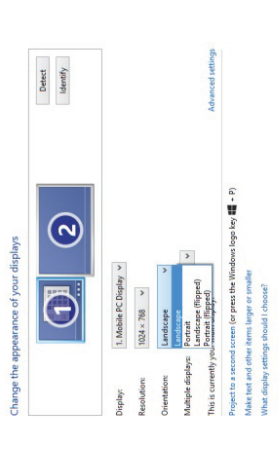 Change the appearance of your displays
1
2
Detect
Identify
Display: 1. Mobile PC Display
Resolution: 1024 × 768
Orientation: Landscape
Landscape
Portrait
Landscape (flipped)
Portrait (flipped)
Multiple displays:
This is currently your
Advanced settings
Project to a second screen (or press the Windows logo key + P)
Make text and other items larger or smaller
What display settings should I choose?